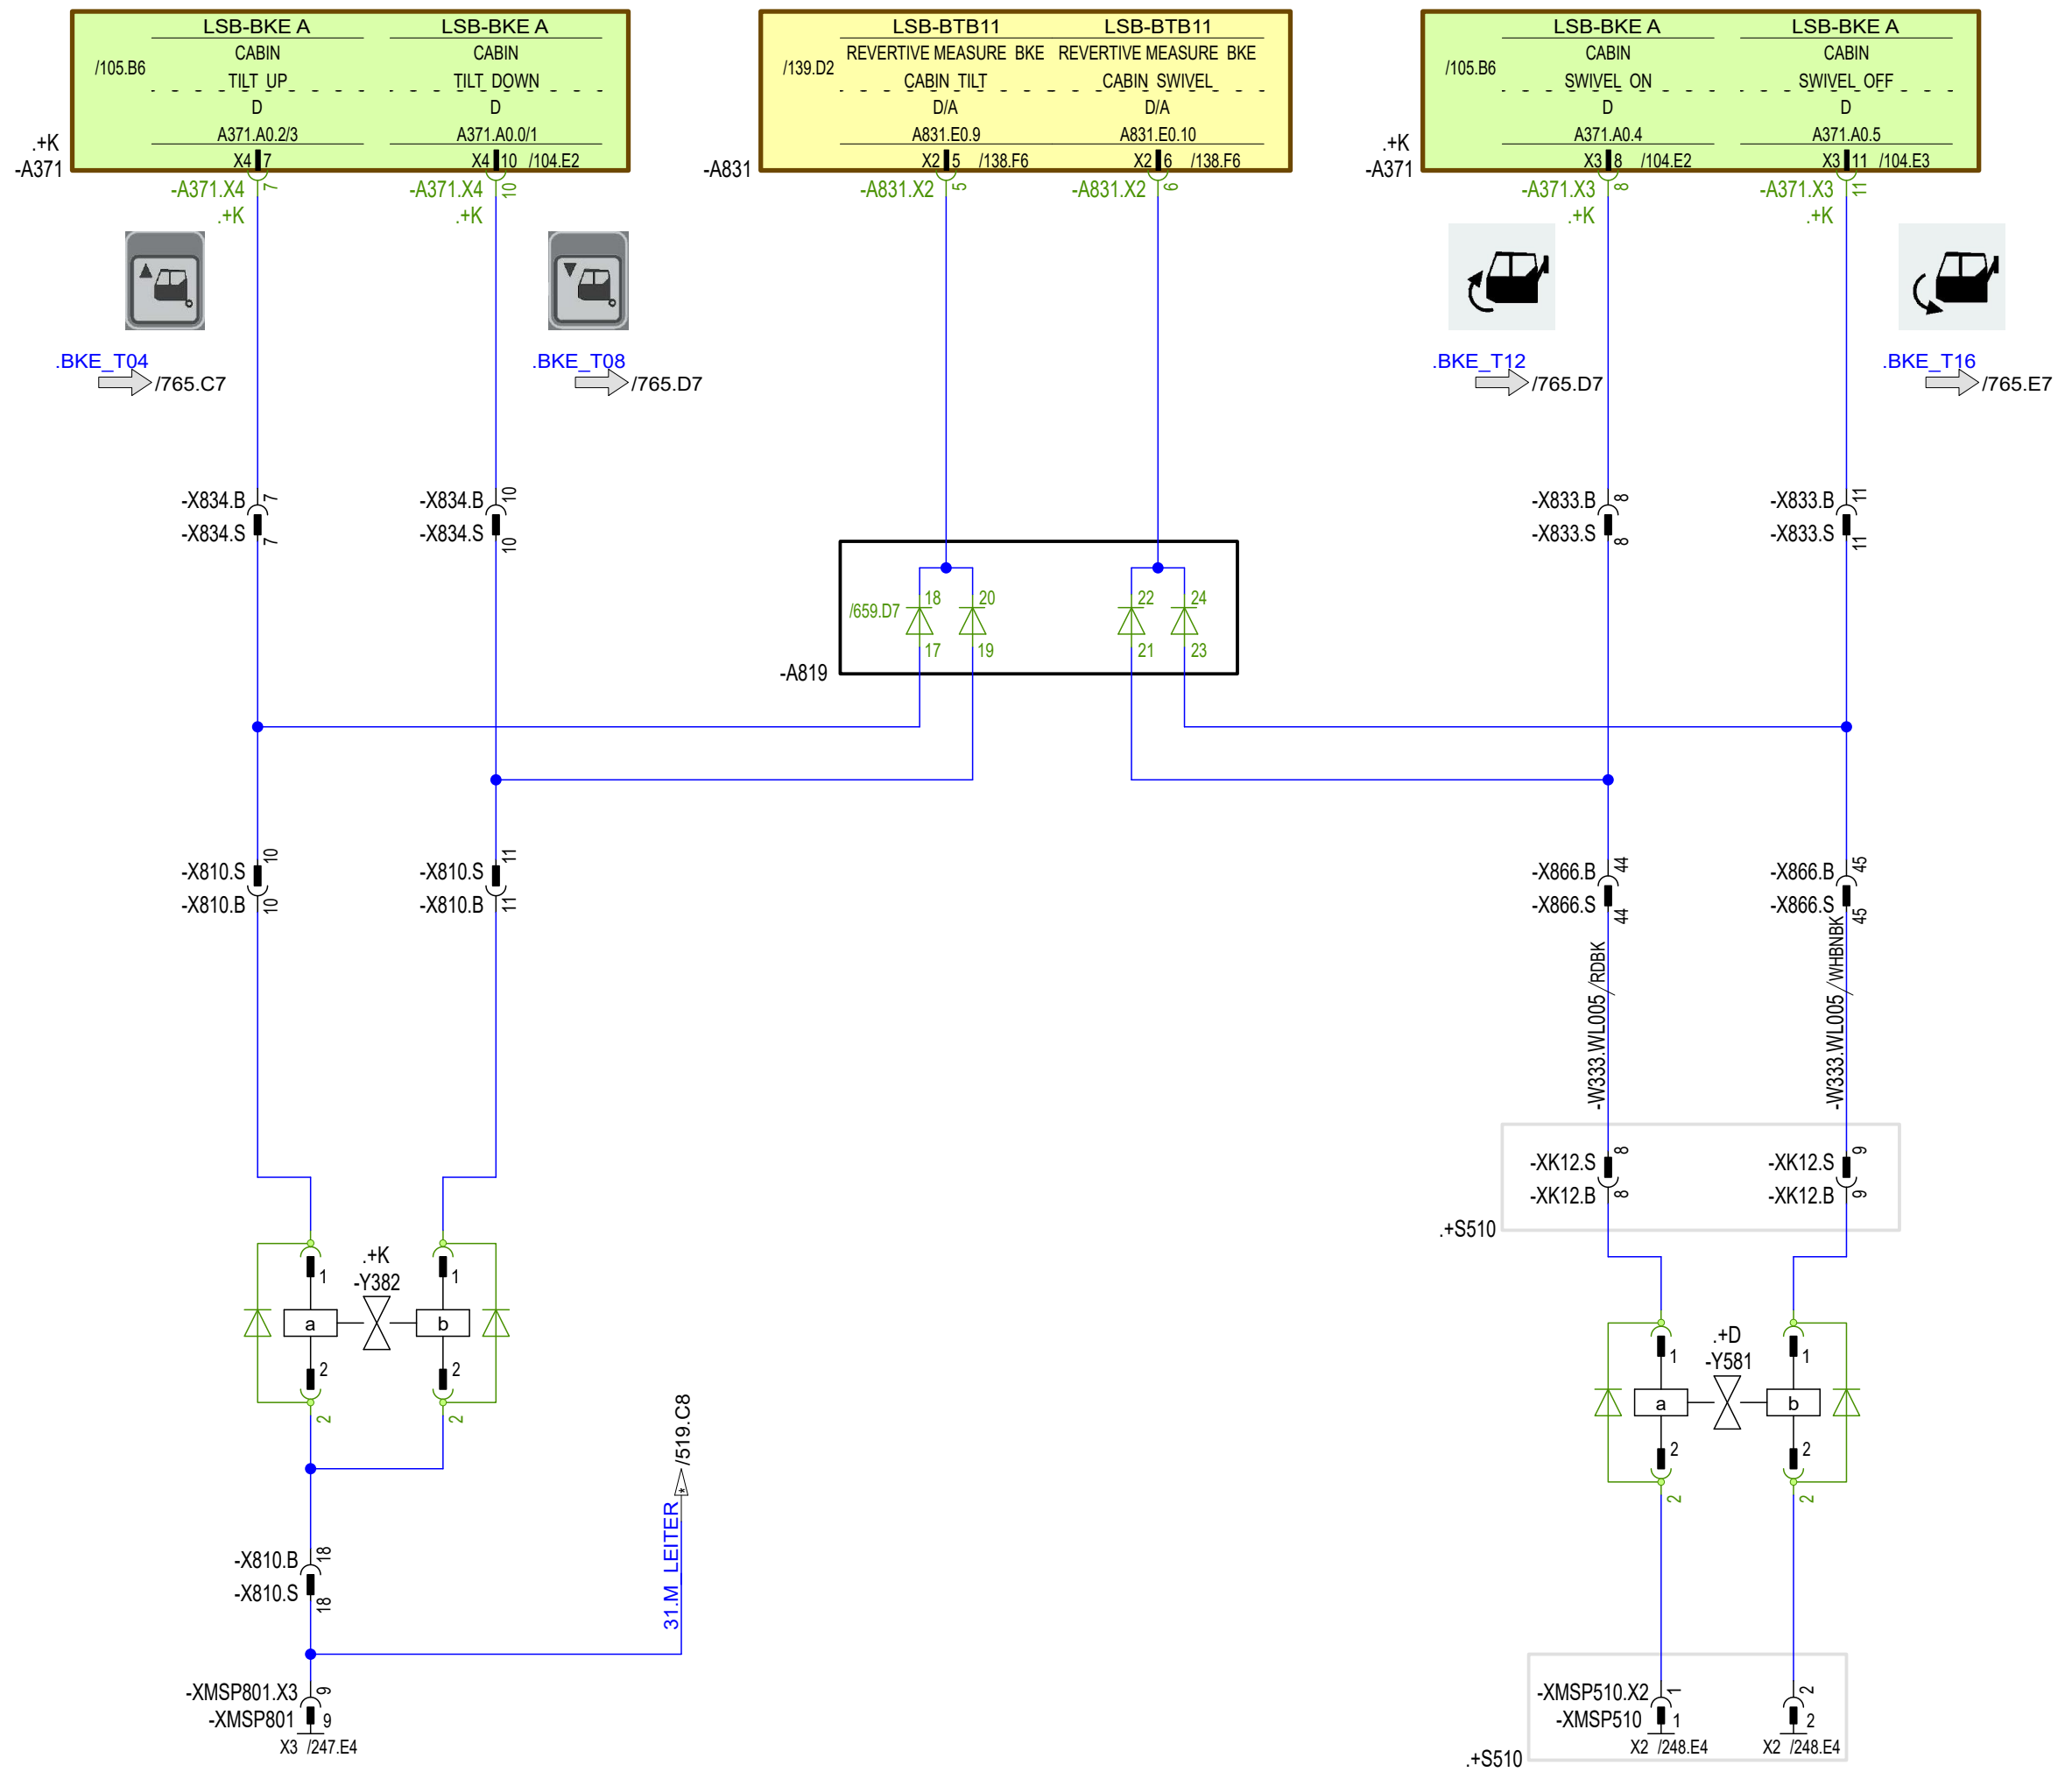 LSB-BKE A
LSB-BKE A
LSB-BTB11
LSB-BTB11
LSB-BKE A
LSB-BKE A
/105.B6
CABIN
TILT UP
CABIN
TILT DOWN
/139.D2
REVERTIVE MEASURE BKE
CABIN TILT
REVERTIVE MEASURE BKE
CABIN SWIVEL
/105.B6
CABIN
SWIVEL ON
CABIN
SWIVEL OFF
D
D
D/A
D/A
D
D
A371.A0.2/3
A371.A0.0/1
A831.E0.9
A831.E0.10
A371.A0.4
A371.A0.5
.+K
-A371
X4 7
X4 10 /104.E2
-A831
X2 5 /138.F6
X2 6 /138.F6
.+K
-A371
X3 8 /104.E2
X3 11 /104.E3
-A371.X4 7
.+K
-A371.X4 10
.+K
-A831.X2 5
-A831.X2 6
-A371.X3 8
.+K
-A371.X3 11
.+K
.BKE_T04
/765.C7
.BKE_T08
/765.D7
.BKE_T12
/765.D7
.BKE_T16
/765.E7
-X834.B 7
-X834.S 7
-X834.B 10
-X834.S 10
-X833.B 8
-X833.S 8
-X833.B 11
-X833.S 11
/659.D7
18
20
22
24
17
19
21
23
-A819
-X810.S 10
-X810.B 10
-X810.S 11
-X810.B 11
-X866.B 44
-X866.S 44
-X866.B 45
-X866.S 45
-W333.WL005 /RDBK
-W333.WL005 /WHBNBK
-XK12.S 8
-XK12.B 8
-XK12.S 9
-XK12.B 9
.+S510
.+K
-Y382
1
1
a
b
2
2
2
2
.+D
-Y581
1
1
a
b
2
2
2
2
31.M LEITER
/519.C8
*
-X810.B 18
-X810.S 18
-XMSP801.X3 9
-XMSP801 9
X3 /247.E4
-XMSP510.X2 1
-XMSP510 1
X2 /248.E4
2
2
X2 /248.E4
.+S510